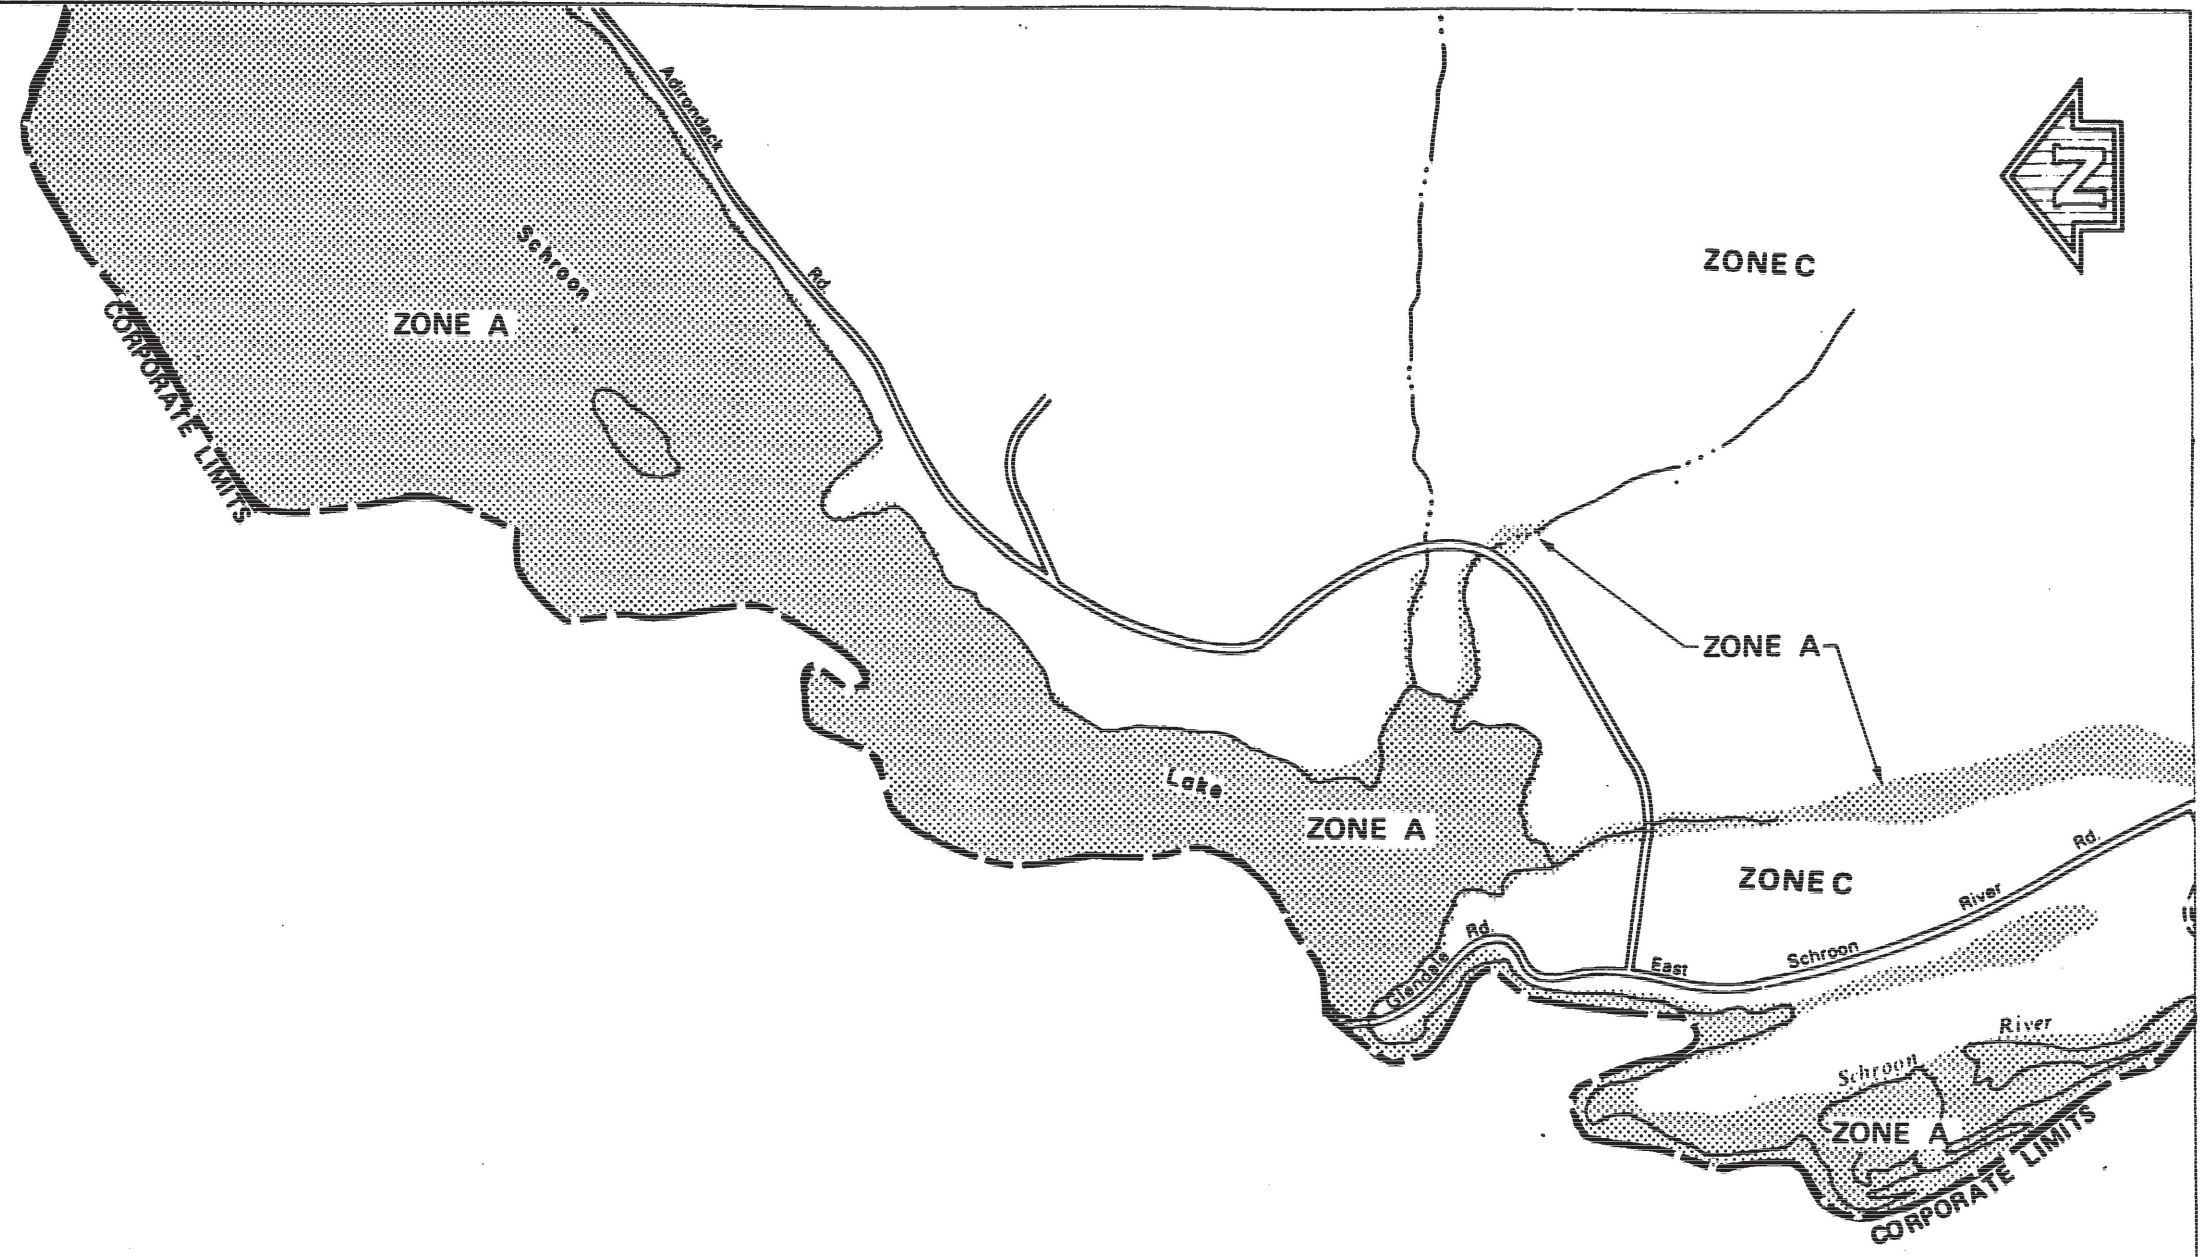 Adirondack
Rd.
N
ZONE C
Schroon
ZONE A
CORPORATE LIMITS
ZONE A
Lake
ZONE A
ZONE C
Rd.
River
Schroon
East
Rd.
Glendale
River
Schroon
ZONE A
CORPORATE LIMITS